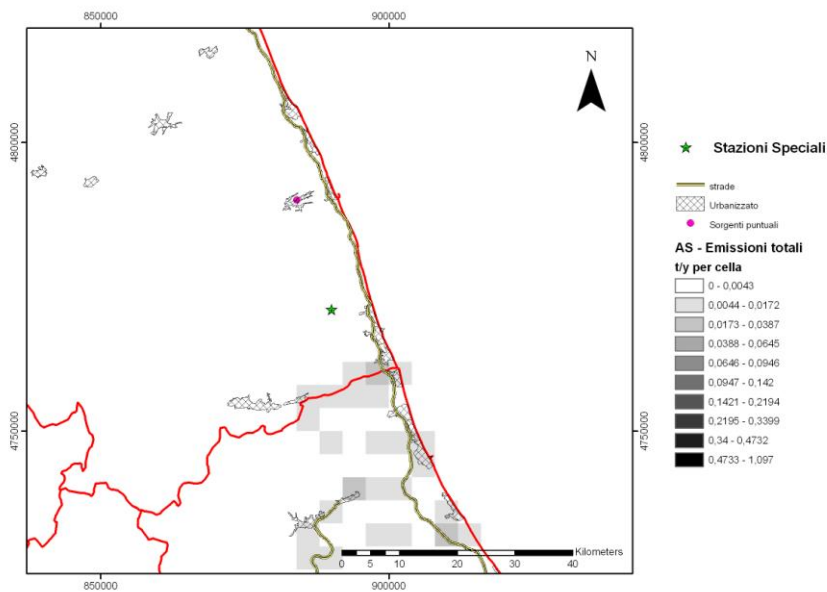 850000
900000
N
4800000
4800000
4750000
4750000
Kilometers
0 5 10 20 30 40
850000
900000
Stazioni Speciali
strade
Urbanizzato
Sorgenti puntuali
AS - Emissioni totali
t/y per cella
0 - 0,0043
0,0044 - 0,0172
0,0173 - 0,0387
0,0388 - 0,0645
0,0646 - 0,0946
0,0947 - 0,142
0,1421 - 0,2194
0,2195 - 0,3399
0,34 - 0,4732
0,4733 - 1,097